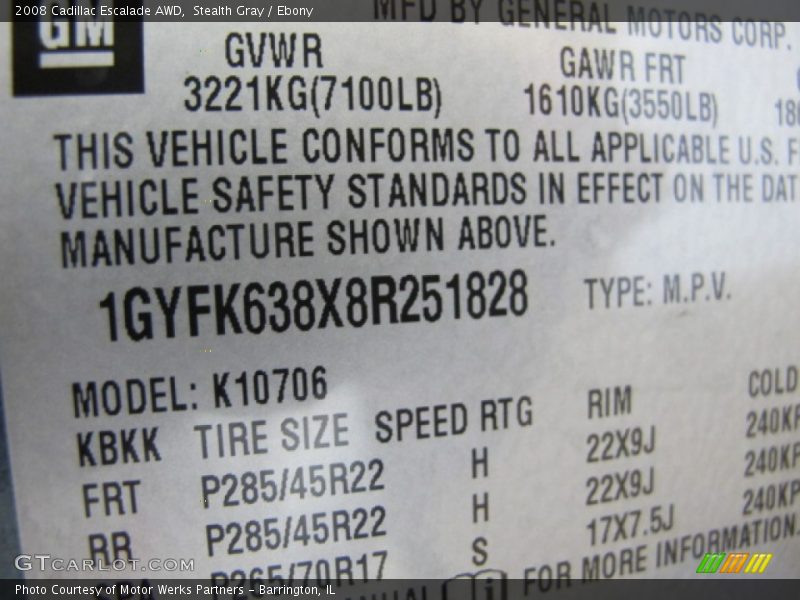 2008 Cadillac Escalade AWD, Stealth Gray / Ebony
MFD BY GENERAL MOTORS CORP.
GM
GVWR GAWR FRT
3221KG(7100LB) 1610KG(3550LB)
THIS VEHICLE CONFORMS TO ALL APPLICABLE U.S. F
VEHICLE SAFETY STANDARDS IN EFFECT ON THE DAT
MANUFACTURE SHOWN ABOVE.
1GYFK638X8R251828 TYPE: M.P.V.
MODEL: K10706
KBKK TIRE SIZE SPEED RTG RIM COLD
FRT P285/45R22 H 22X9J 240KP
RR P285/45R22 H 22X9J 240KP
P265/70R17 S 17X7.5J 240KP
FOR MORE INFORMATION.
GTcarlot.com
Photo Courtesy of Motor Werks Partners - Barrington, IL